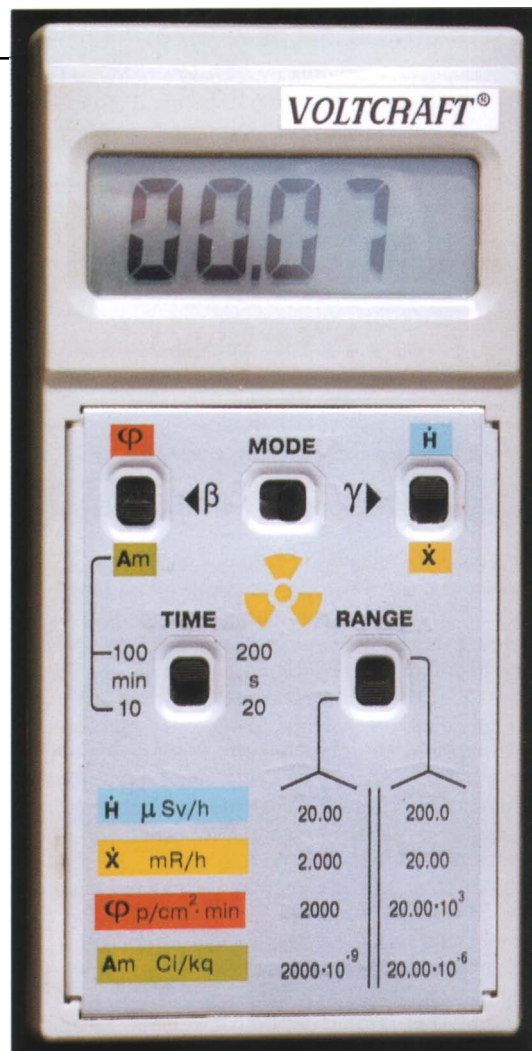 VOLTCRAFT®
00.07
φ MODE Ḣ
◀β γ▶
Am Ẋ
TIME RANGE
100 200
min s
10 20
Ḣ μSv/h 20.00 200.0
Ẋ mR/h 2.000 20.00
φ p/cm²·min 2000 20.00·10³
Am Ci/kq 2000·10⁻⁹ 20.00·10⁻⁶